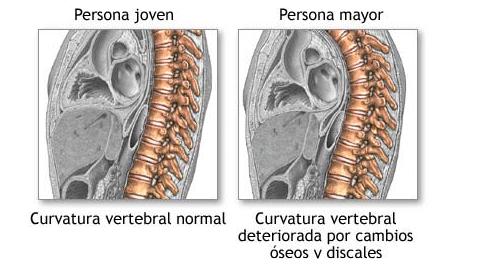 Persona joven
Persona mayor
Curvatura vertebral normal
Curvatura vertebral
deteriorada por cambios
óseos y discales